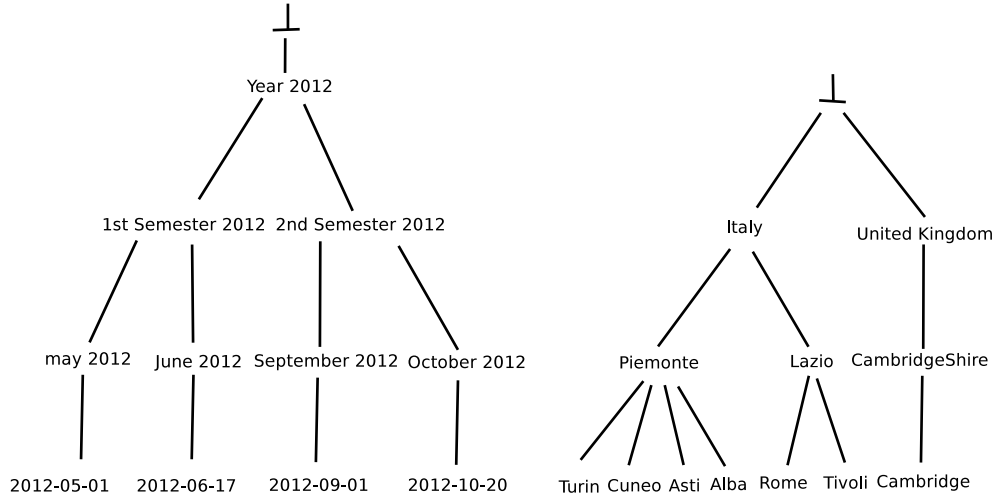 Year 2012
1st Semester 2012 2nd Semester 2012
may 2012 June 2012 September 2012 October 2012
2012-05-01 2012-06-17 2012-09-01 2012-10-20
Italy United Kingdom
Piemonte Lazio CambridgeShire
Turin Cuneo Asti Alba Rome Tivoli Cambridge